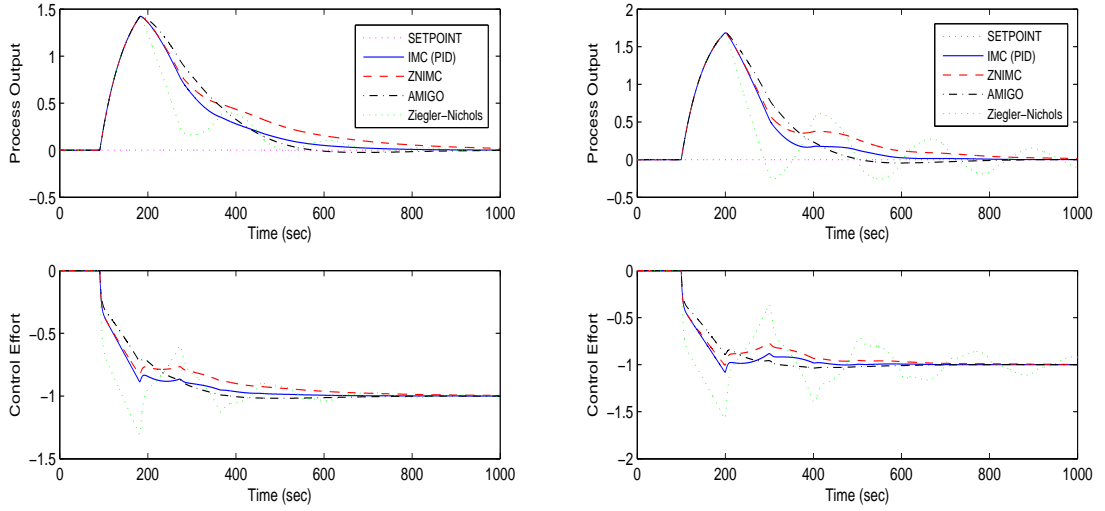 1.5
1
0.5
0
−0.5
Process Output
0 200 400 600 800 1000
Time (sec)
SETPOINT
IMC (PID)
ZNIMC
AMIGO
Ziegler−Nichols
2
1.5
1
0.5
0
−0.5
Process Output
0 200 400 600 800 1000
Time (sec)
SETPOINT
IMC (PID)
ZNIMC
AMIGO
Ziegler−Nichols
0
−0.5
−1
−1.5
Control Effort
0 200 400 600 800 1000
Time (sec)
0
−0.5
−1
−1.5
−2
Control Effort
0 200 400 600 800 1000
Time (sec)